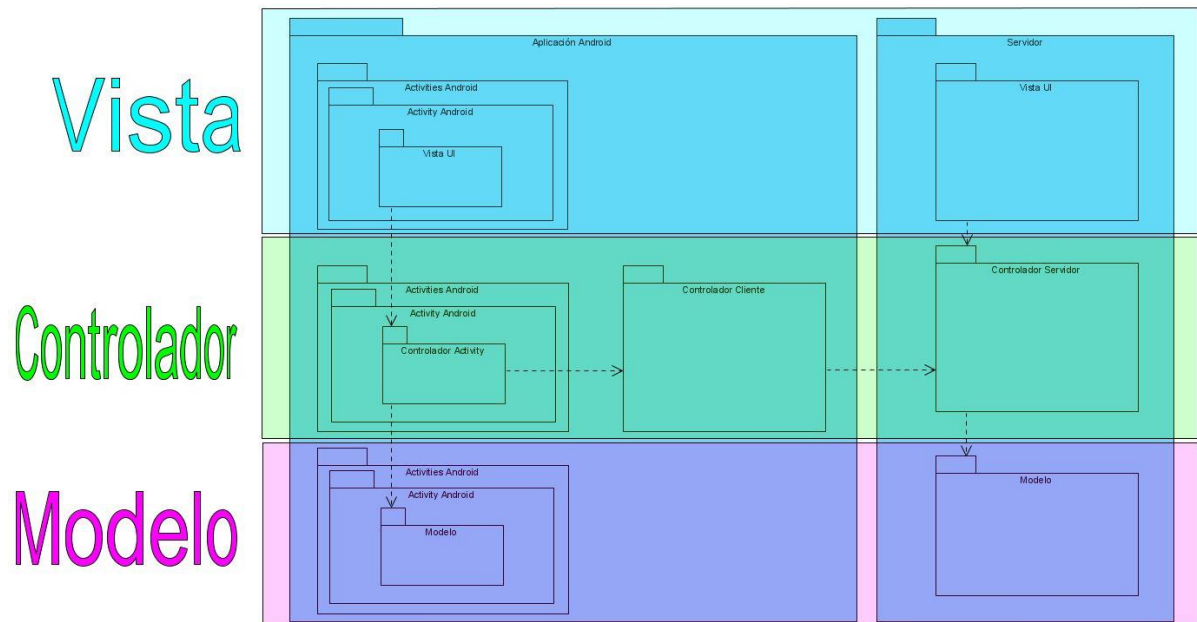 Vista
Aplicación Android
Servidor
Activities Android
Vista UI
Activity Android
Vista UI
Controlador
Activities Android
Controlador Cliente
Controlador Servidor
Activity Android
Controlador Activity
Modelo
Activities Android
Modelo
Activity Android
Modelo